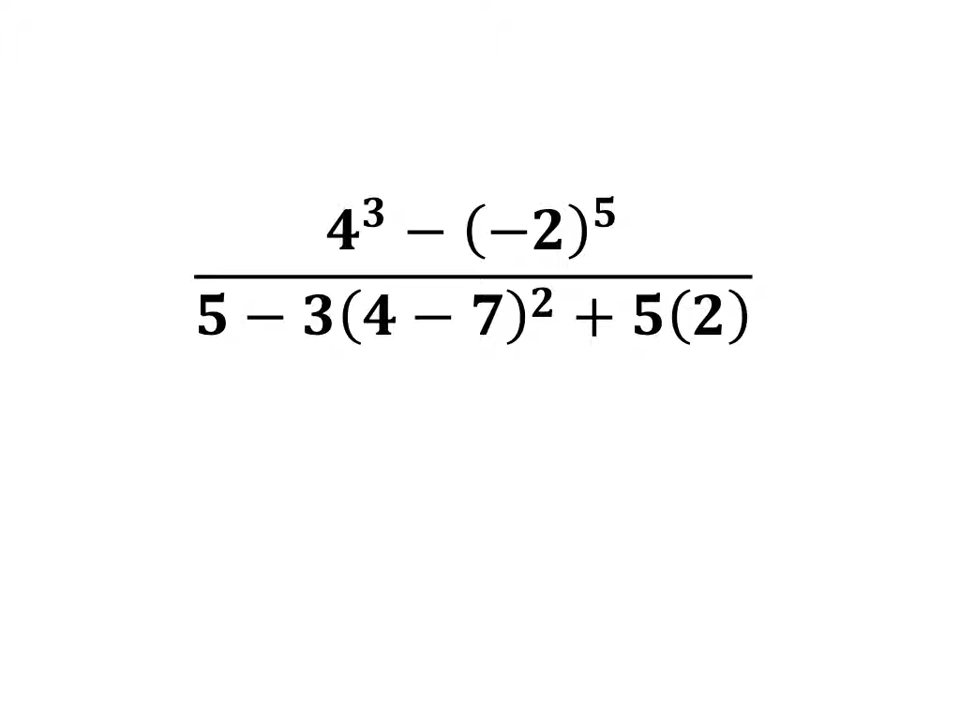 4³ − (−2)⁵
5 − 3(4 − 7)² + 5(2)